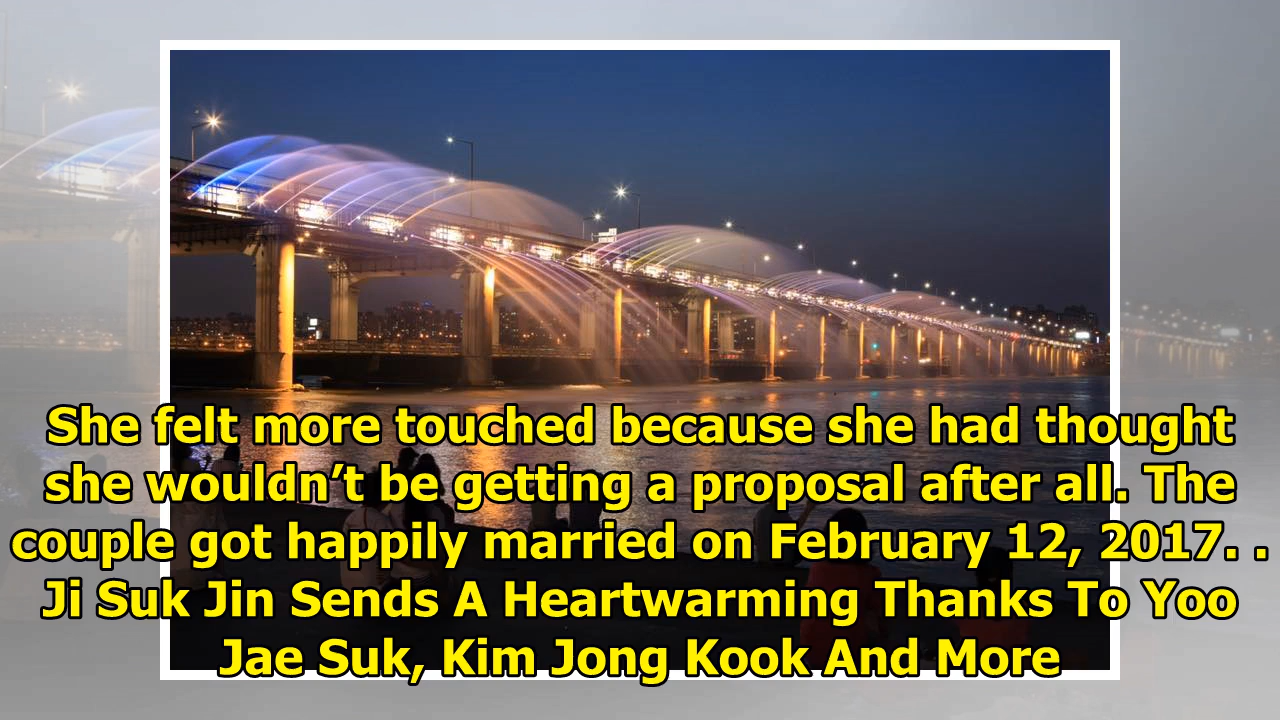 She felt more touched because she had thought
she wouldn’t be getting a proposal after all. The
couple got happily married on February 12, 2017. .
Ji Suk Jin Sends A Heartwarming Thanks To Yoo
Jae Suk, Kim Jong Kook And More